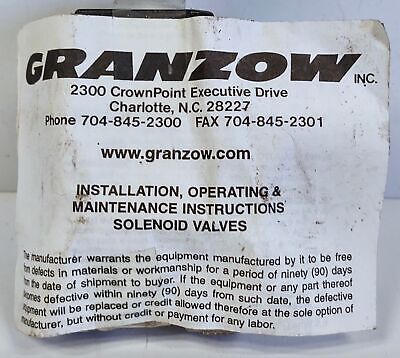 GRANZOW INC.
2300 CrownPoint Executive Drive
Charlotte, N.C. 28227
Phone 704-845-2300 FAX 704-845-2301
www.granzow.com
INSTALLATION, OPERATING &
MAINTENANCE INSTRUCTIONS
SOLENOID VALVES
The manufacturer warrants the equipment manufactured by it to be free
from defects in materials or workmanship for a period of ninety (90) days
from the date of shipment to buyer. If the equipment or any part thereof
becomes defective within ninety (90) days from such date, the defective
equipment will be replaced or credit allowed therefore at the sole option of
manufacturer, but without credit or payment for any labor.